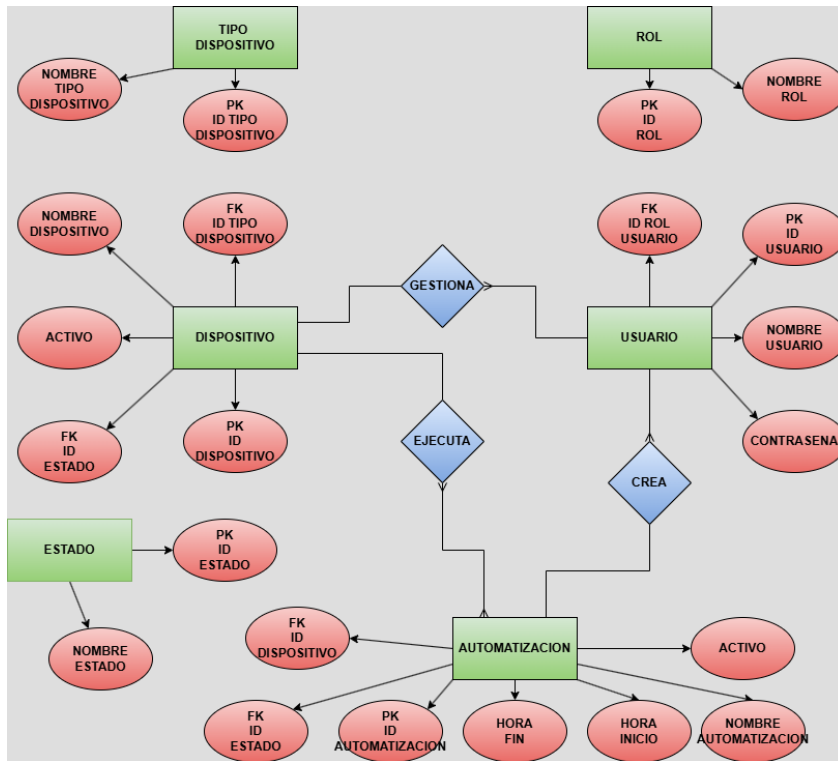 TIPO
DISPOSITIVO
ROL
NOMBRE
TIPO
DISPOSITIVO
PK
ID TIPO
DISPOSITIVO
PK
ID
ROL
NOMBRE
ROL
NOMBRE
DISPOSITIVO
FK
ID TIPO
DISPOSITIVO
FK
ID ROL
USUARIO
PK
ID
USUARIO
GESTIONA
ACTIVO
DISPOSITIVO
USUARIO
NOMBRE
USUARIO
FK
ID
ESTADO
PK
ID
DISPOSITIVO
EJECUTA
CONTRASENA
CREA
ESTADO
PK
ID
ESTADO
NOMBRE
ESTADO
FK
ID
DISPOSITIVO
AUTOMATIZACION
ACTIVO
FK
ID
ESTADO
PK
ID
AUTOMATIZACION
HORA
FIN
HORA
INICIO
NOMBRE
AUTOMATIZACION